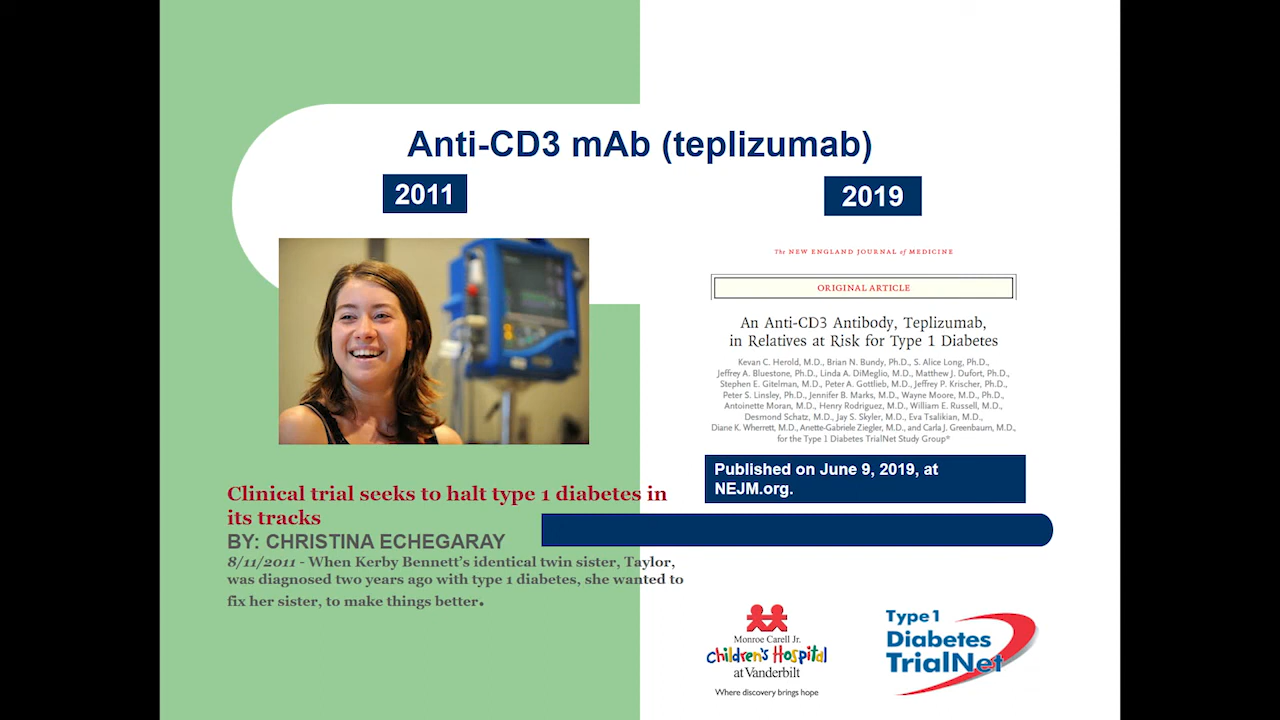 Anti-CD3 mAb (teplizumab)
2011
2019
Clinical trial seeks to halt type 1 diabetes in
its tracks
BY: CHRISTINA ECHEGARAY
8/11/2011 - When Kerby Bennett’s identical twin sister, Taylor,
was diagnosed two years ago with type 1 diabetes, she wanted to
fix her sister, to make things better.
The NEW ENGLAND JOURNAL of MEDICINE
ORIGINAL ARTICLE
An Anti-CD3 Antibody, Teplizumab,
in Relatives at Risk for Type 1 Diabetes
Kevan C. Herold, M.D., Brian N. Bundy, Ph.D., S. Alice Long, Ph.D.,
Jeffrey A. Bluestone, Ph.D., Linda A. DiMeglio, M.D., Matthew J. Dufort, Ph.D.,
Stephen E. Gitelman, M.D., Peter A. Gottlieb, M.D., Jeffrey P. Krischer, Ph.D.,
Peter S. Linsley, Ph.D., Jennifer B. Marks, M.D., Wayne Moore, M.D., Ph.D.,
Antoinette Moran, M.D., Henry Rodriguez, M.D., William E. Russell, M.D.,
Desmond Schatz, M.D., Jay S. Skyler, M.D., Eva Tsalikian, M.D.,
Diane K. Wherrett, M.D., Anette-Gabriele Ziegler, M.D., and Carla J. Greenbaum, M.D.,
for the Type 1 Diabetes TrialNet Study Group*
Published on June 9, 2019, at
NEJM.org.
Monroe Carell Jr.
Children's Hospital
at Vanderbilt
Where discovery brings hope
Type 1
Diabetes
TrialNet